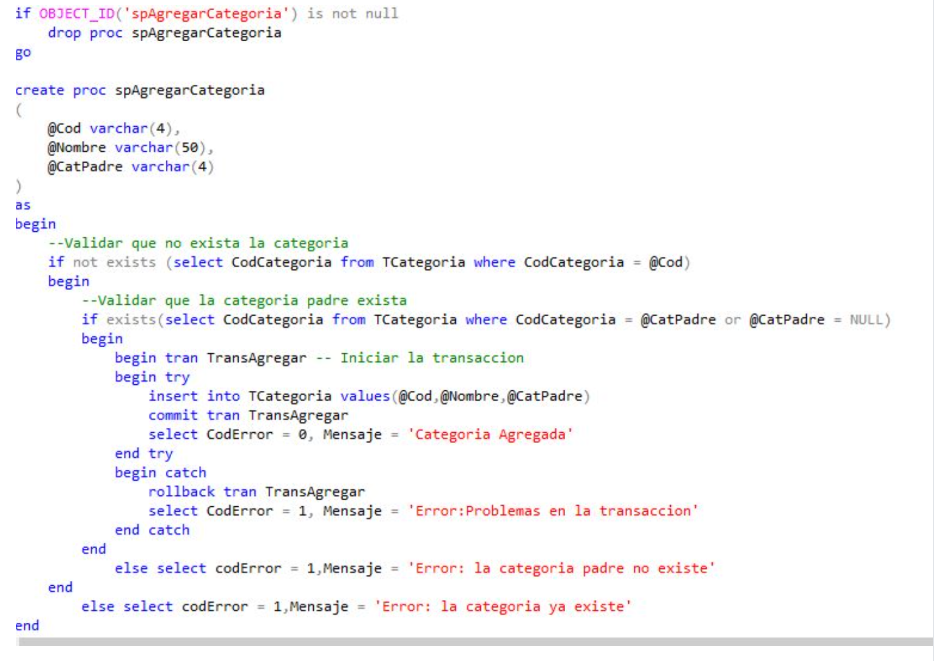 if OBJECT_ID('spAgregarCategoria') is not null
    drop proc spAgregarCategoria
go

create proc spAgregarCategoria
(
    @Cod varchar(4),
    @Nombre varchar(50),
    @CatPadre varchar(4)
)
as
begin
    --Validar que no exista la categoria
    if not exists (select CodCategoria from TCategoria where CodCategoria = @Cod)
    begin
        --Validar que la categoria padre exista
        if exists(select CodCategoria from TCategoria where CodCategoria = @CatPadre or @CatPadre = NULL)
        begin
            begin tran TransAgregar -- Iniciar la transaccion
            begin try
                insert into TCategoria values(@Cod,@Nombre,@CatPadre)
                commit tran TransAgregar
                select CodError = 0, Mensaje = 'Categoria Agregada'
            end try
            begin catch
                rollback tran TransAgregar
                select CodError = 1, Mensaje = 'Error:Problemas en la transaccion'
            end catch
        end
            else select codError = 1,Mensaje = 'Error: la categoria padre no existe'
    end
        else select codError = 1,Mensaje = 'Error: la categoria ya existe'
end